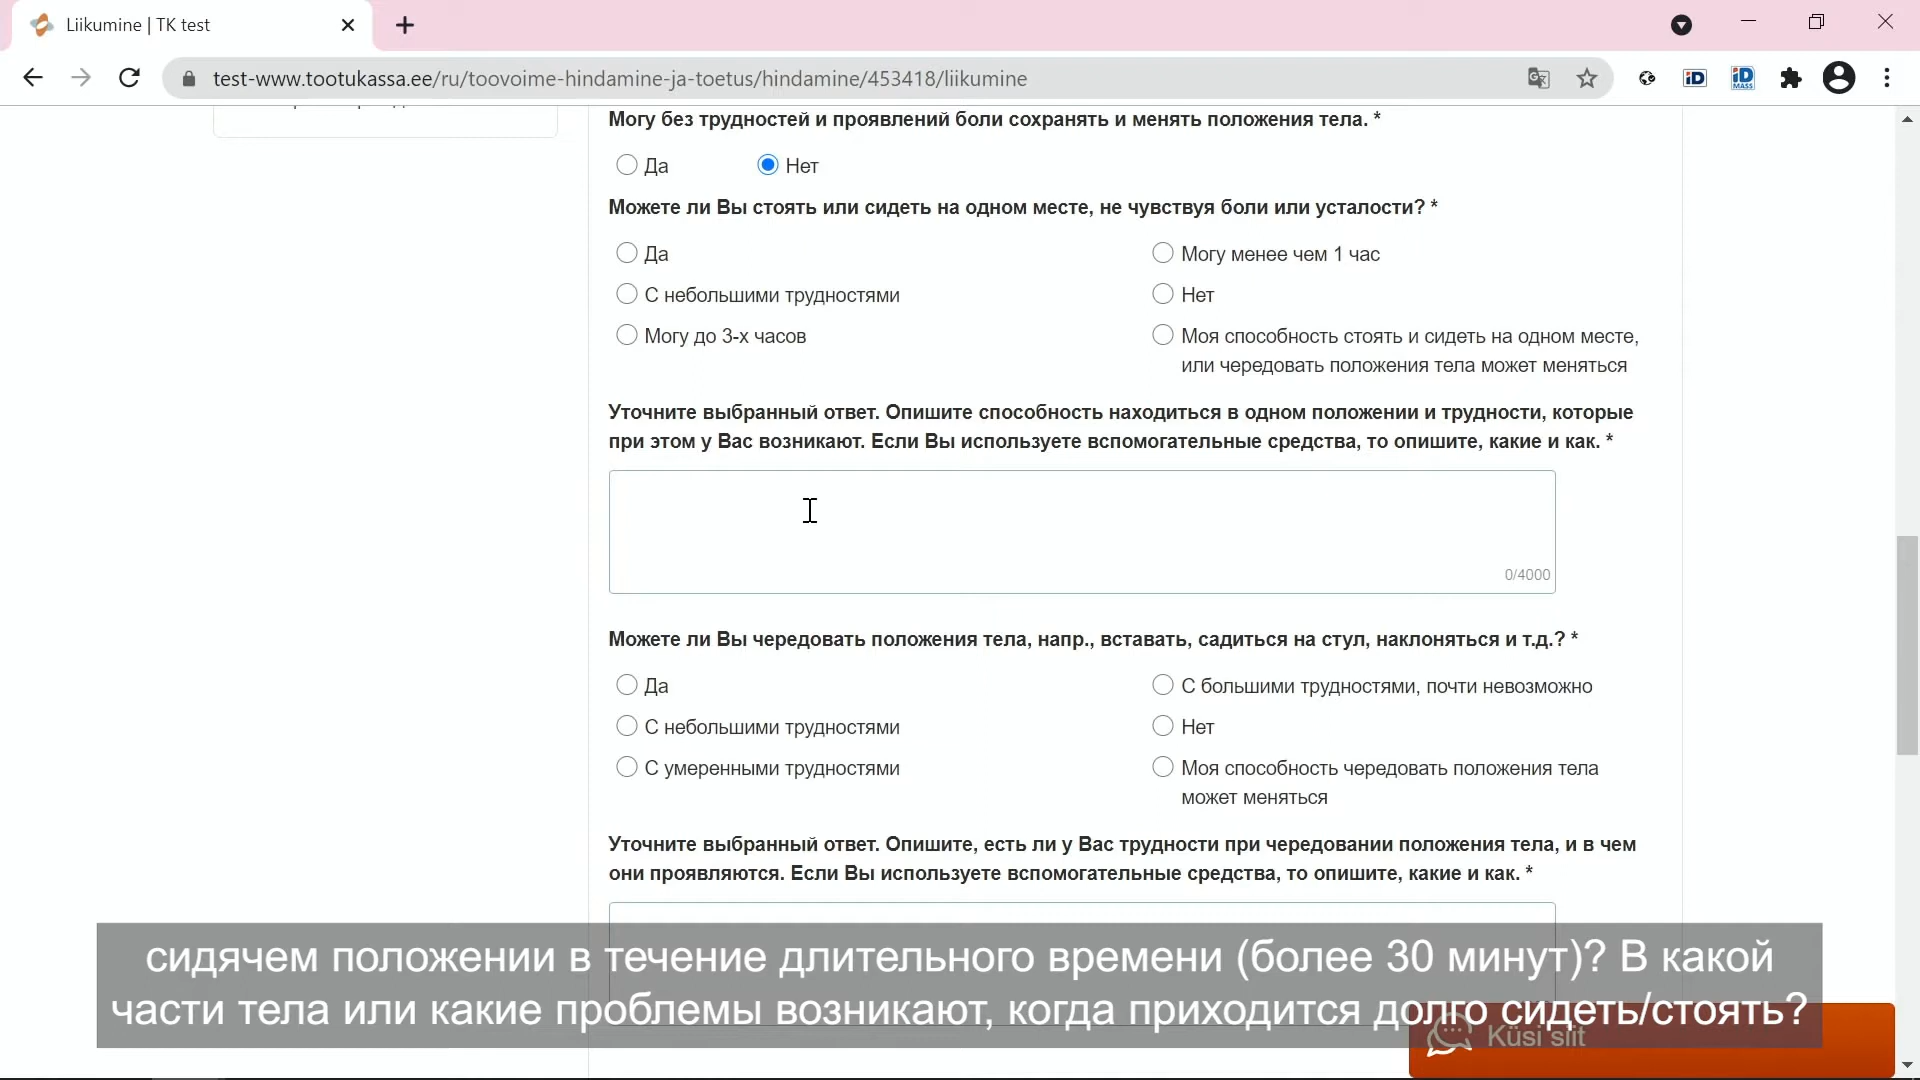 Liikumine | TK test
test-www.tootukassa.ee/ru/toovoime-hindamine-ja-toetus/hindamine/453418/liikumine
iD
iD
MASS
Могу без трудностей и проявлений боли сохранять и менять положения тела. *
Да
Нет
Можете ли Вы стоять или сидеть на одном месте, не чувствуя боли или усталости? *
Да
Могу менее чем 1 час
С небольшими трудностями
Нет
Могу до 3-х часов
Моя способность стоять и сидеть на одном месте,
или чередовать положения тела может меняться
Уточните выбранный ответ. Опишите способность находиться в одном положении и трудности, которые
при этом у Вас возникают. Если Вы используете вспомогательные средства, то опишите, какие и как. *
0/4000
Можете ли Вы чередовать положения тела, напр., вставать, садиться на стул, наклоняться и т.д.? *
Да
С большими трудностями, почти невозможно
С небольшими трудностями
Нет
С умеренными трудностями
Моя способность чередовать положения тела
может меняться
Уточните выбранный ответ. Опишите, есть ли у Вас трудности при чередовании положения тела, и в чем
они проявляются. Если Вы используете вспомогательные средства, то опишите, какие и как. *
сидячем положении в течение длительного времени (более 30 минут)? В какой
части тела или какие проблемы возникают, когда приходится долго сидеть/стоять?
Küsi siit